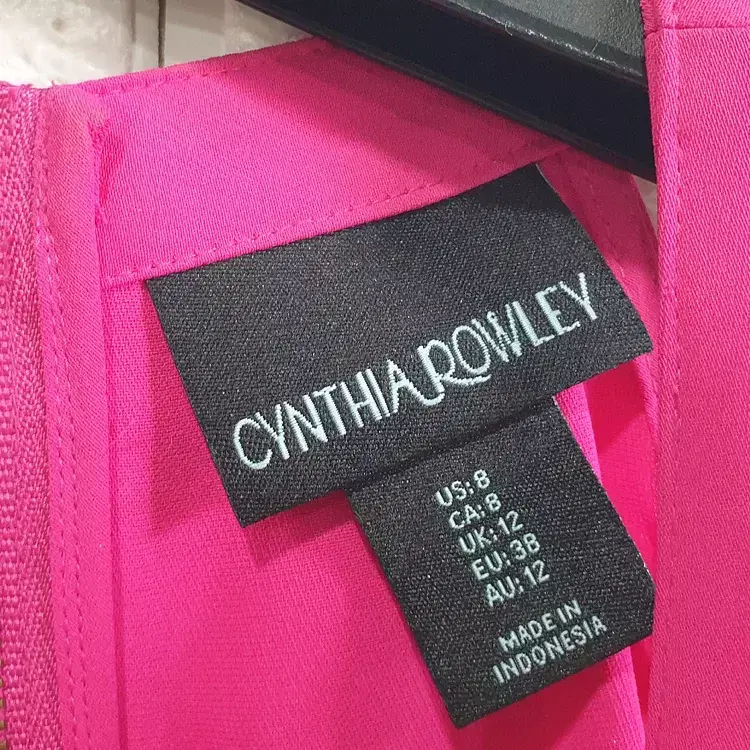 CYNTHIA ROWLEY
US: 8
CA: 8
UK: 12
EU: 38
AU: 12
MADE IN
INDONESIA